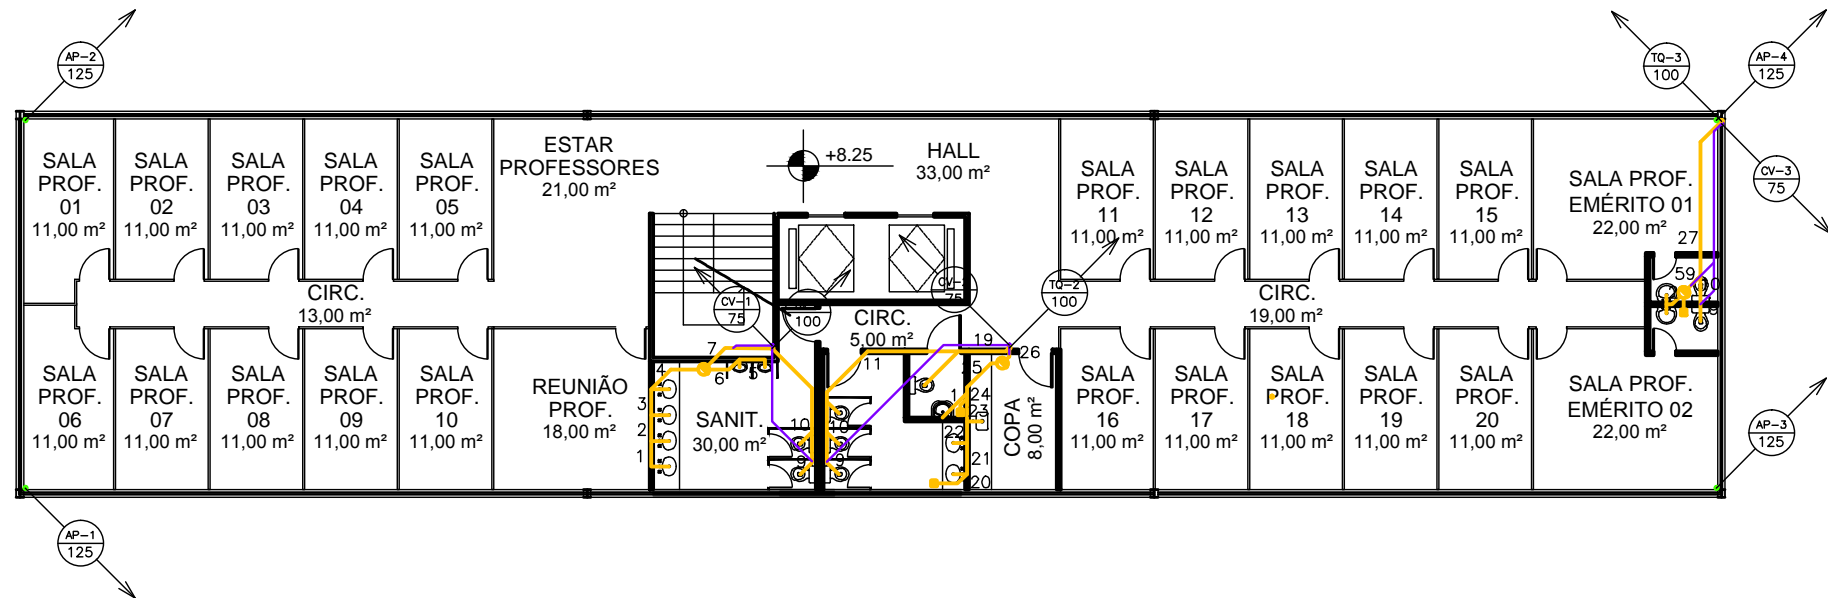 AP-2
125
TQ-3
100
AP-4
125
SALA
PROF.
01
11,00 m²
SALA
PROF.
02
11,00 m²
SALA
PROF.
03
11,00 m²
SALA
PROF.
04
11,00 m²
SALA
PROF.
05
11,00 m²
ESTAR
PROFESSORES
21,00 m²
+8.25
HALL
33,00 m²
SALA
PROF.
11
11,00 m²
SALA
PROF.
12
11,00 m²
SALA
PROF.
13
11,00 m²
SALA
PROF.
14
11,00 m²
SALA
PROF.
15
11,00 m²
SALA PROF.
EMÉRITO 01
22,00 m²
CV-3
75
27
59
CIRC.
13,00 m²
CV-1
75
100
CIRC.
5,00 m²
75
TQ-2
100
CIRC.
19,00 m²
SALA
PROF.
06
11,00 m²
SALA
PROF.
07
11,00 m²
SALA
PROF.
08
11,00 m²
SALA
PROF.
09
11,00 m²
SALA
PROF.
10
11,00 m²
REUNIÃO
PROF.
18,00 m²
7
4
6
5
3
2
1
SANIT.
30,00 m²
10
10
9
9
11
19
26
25
24
1
23
22
21
20
COPA
8,00 m²
SALA
PROF.
16
11,00 m²
SALA
PROF.
17
11,00 m²
SALA
PROF.
18
11,00 m²
SALA
PROF.
19
11,00 m²
SALA
PROF.
20
11,00 m²
SALA PROF.
EMÉRITO 02
22,00 m²
AP-3
125
AP-1
125